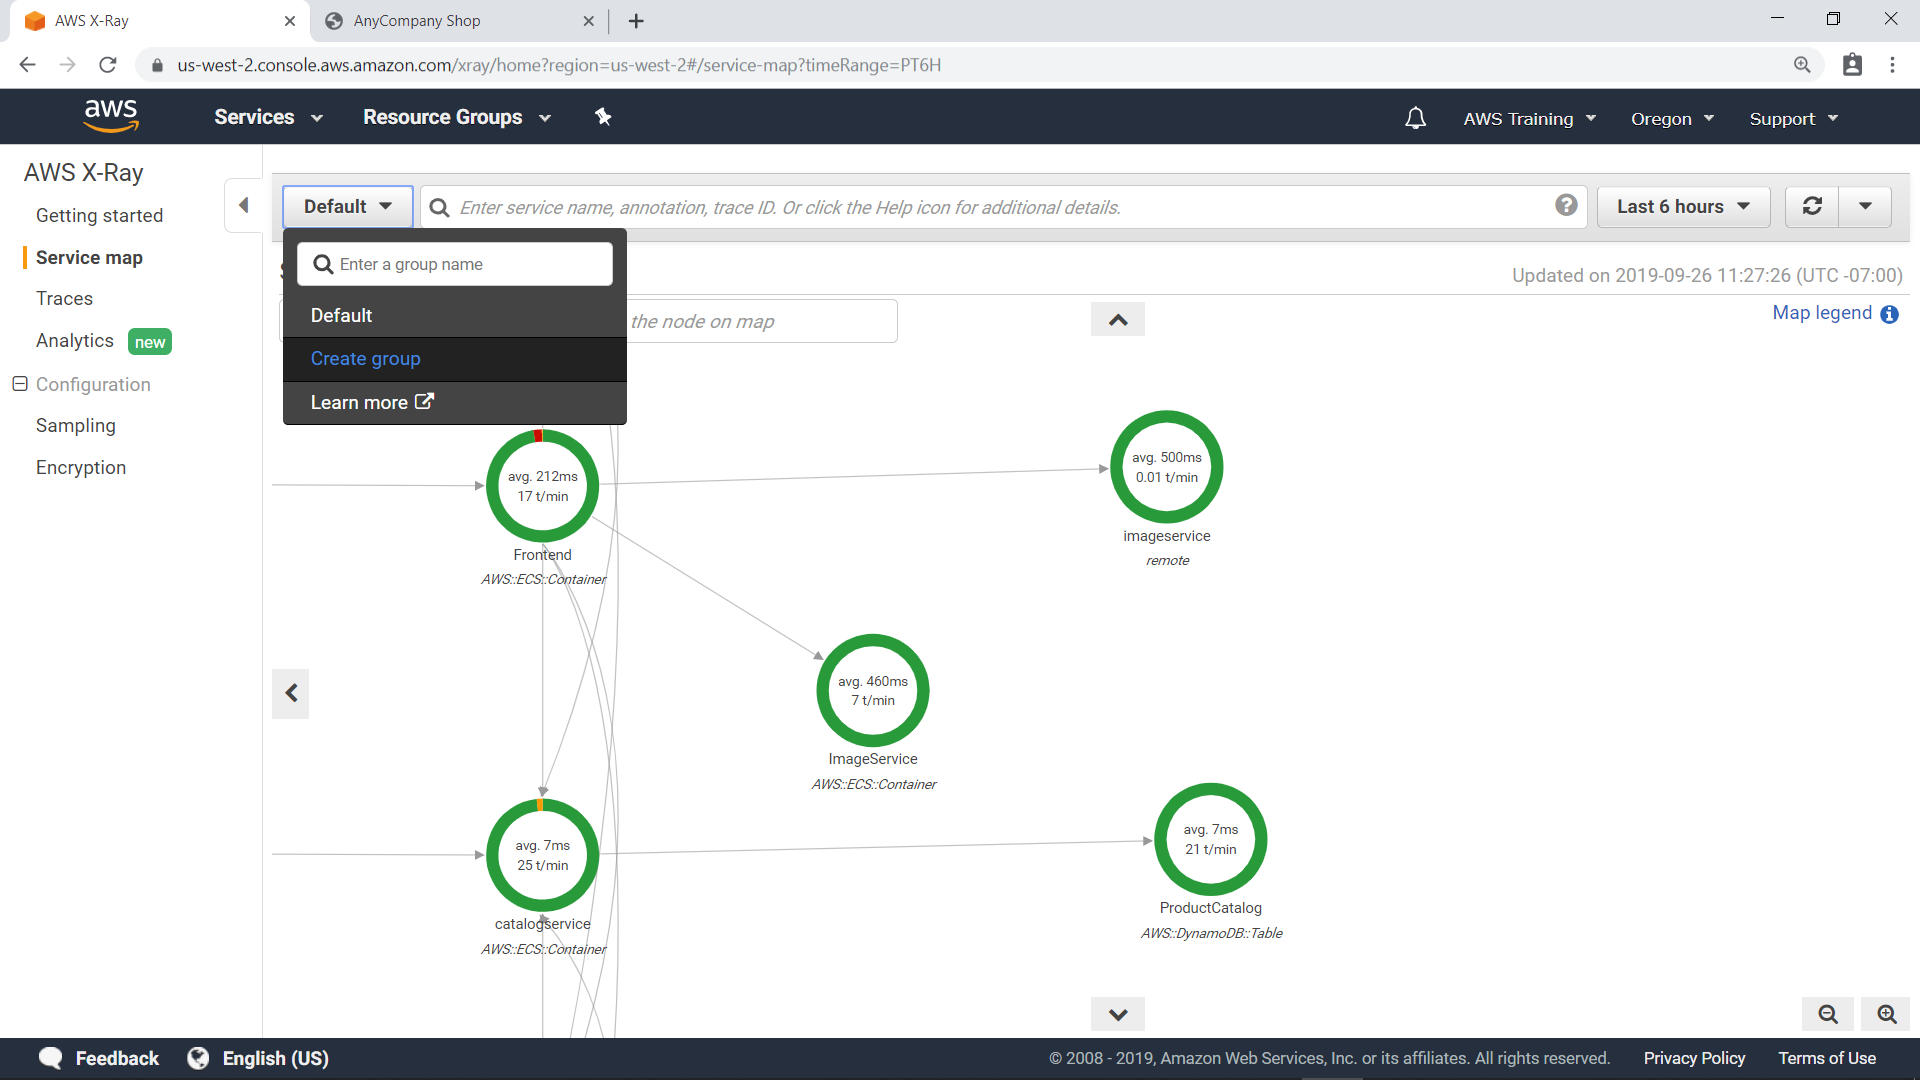 AWS X-Ray
AnyCompany Shop
us-west-2.console.aws.amazon.com/xray/home?region=us-west-2#/service-map?timeRange=PT6H
aws
Services
Resource Groups
AWS Training
Oregon
Support
AWS X-Ray
Getting started
Service map
Traces
Analytics new
Configuration
Sampling
Encryption
Default
Enter service name, annotation, trace ID. Or click the Help icon for additional details.
Last 6 hours
Enter a group name
Default
Create group
Learn more
Updated on 2019-09-26 11:27:26 (UTC -07:00)
the node on map
Map legend
avg. 212ms
17 t/min
Frontend
AWS::ECS::Container
avg. 500ms
0.01 t/min
imageservice
remote
avg. 460ms
7 t/min
ImageService
AWS::ECS::Container
avg. 7ms
25 t/min
catalogservice
AWS::ECS::Container
avg. 7ms
21 t/min
ProductCatalog
AWS::DynamoDB::Table
Feedback
English (US)
© 2008 - 2019, Amazon Web Services, Inc. or its affiliates. All rights reserved.
Privacy Policy
Terms of Use